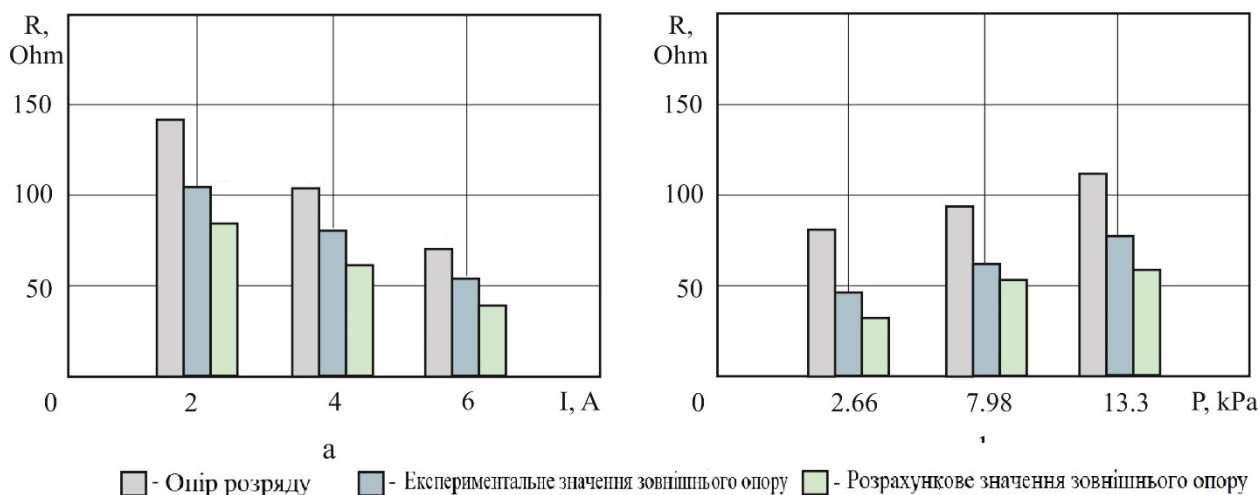 R,
Ohm
150
100
50
0
2
4
6
I, A
а
R,
Ohm
150
100
50
0
2.66
7.98
13.3
P, kPa
- Опір розряду
- Експериментальне значення зовнішнього опору
- Розрахункове значення зовнішнього опору